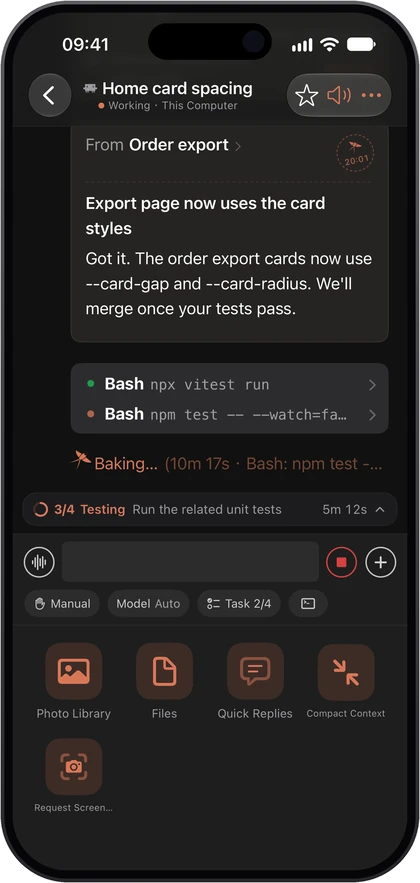 09:41
Home card spacing
Working · This Computer
From Order export
20:01
Export page now uses the card
styles
Got it. The order export cards now use
--card-gap and --card-radius. We'll
merge once your tests pass.
Bash npx vitest run
Bash npm test -- --watch=fa…
Baking… (10m 17s · Bash: npm test -…
3/4 Testing Run the related unit tests 5m 12s
Manual Model Auto Task 2/4
Photo Library Files Quick Replies Compact Context
Request Screen…